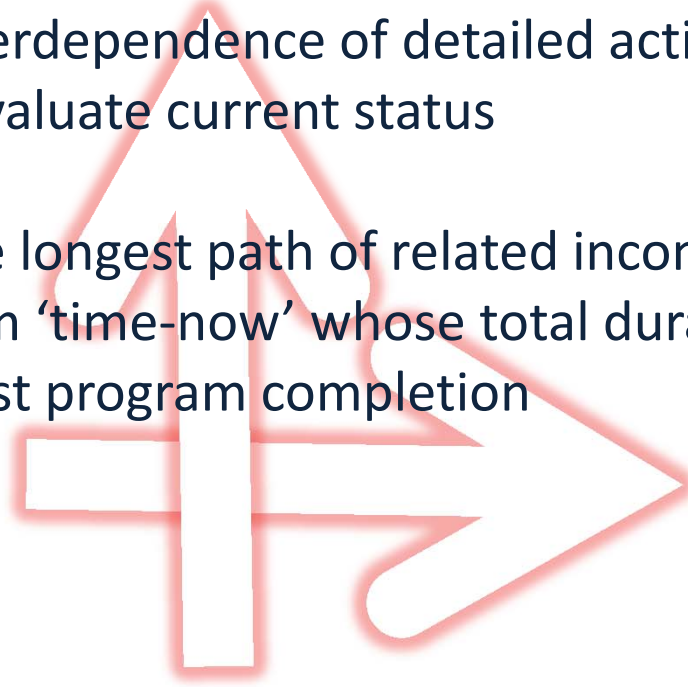 erdependence of detailed acti
valuate current status
e longest path of related incor
n ‘time-now’ whose total dura
st program completion